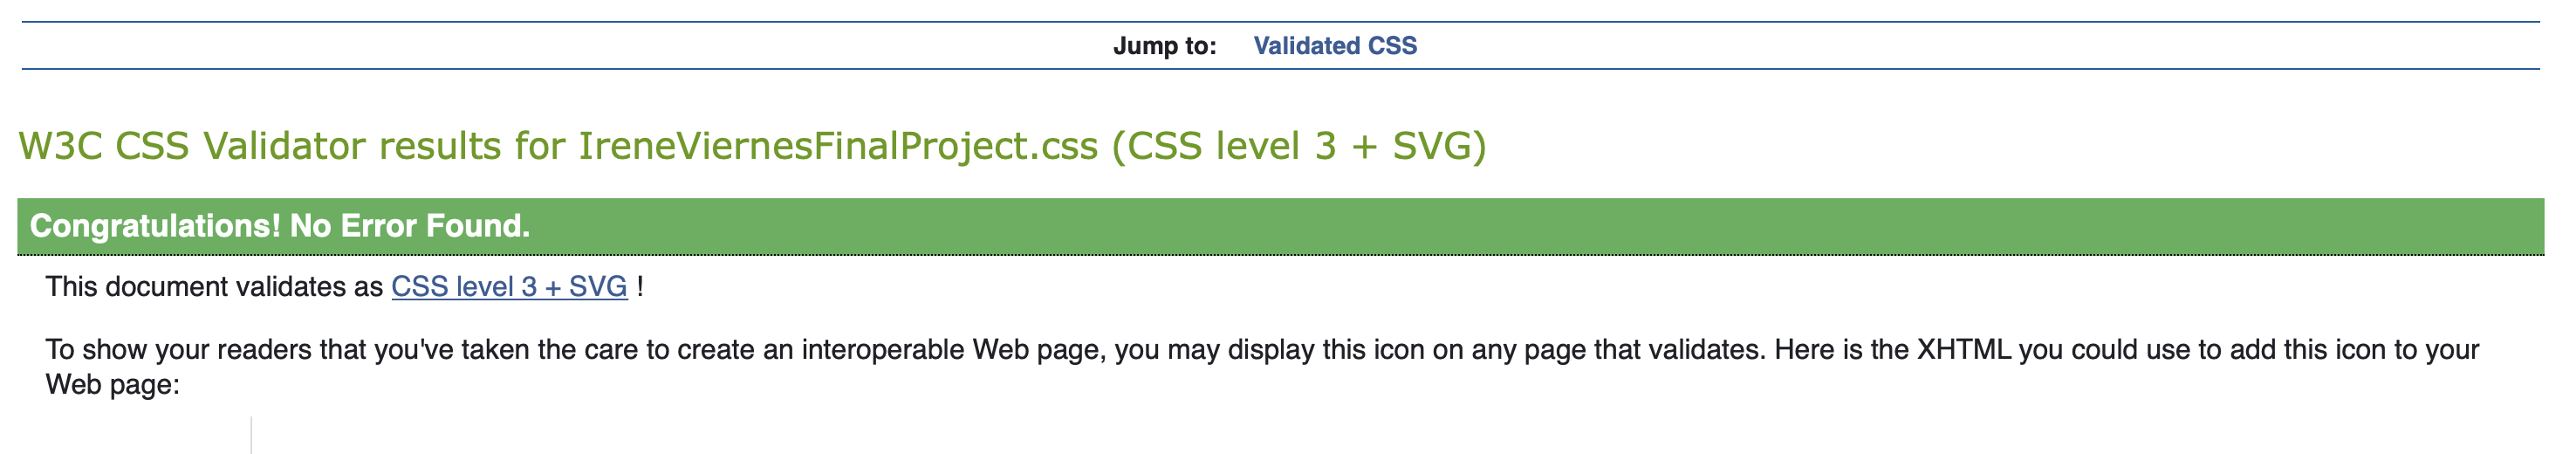 Jump to: Validated CSS
W3C CSS Validator results for IreneViernesFinalProject.css (CSS level 3 + SVG)
Congratulations! No Error Found.
This document validates as CSS level 3 + SVG !
To show your readers that you've taken the care to create an interoperable Web page, you may display this icon on any page that validates. Here is the XHTML you could use to add this icon to your
Web page: